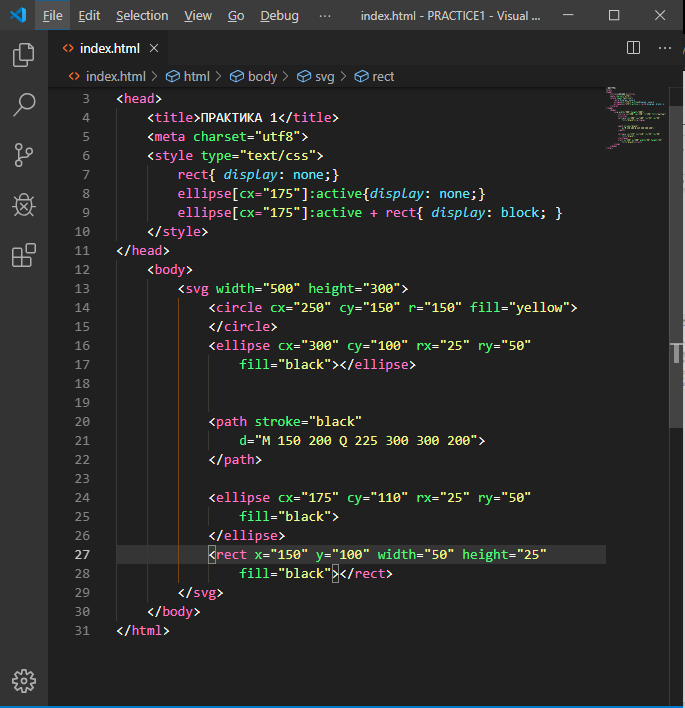 File Edit Selection View Go Debug ··· index.html - PRACTICE1 - Visual ...
index.html
index.html > html > body > svg > rect
3 <head>
4 <title>ПРАКТИКА 1</title>
5 <meta charset="utf8">
6 <style type="text/css">
7 rect{ display: none;}
8 ellipse[cx="175"]:active{display: none;}
9 ellipse[cx="175"]:active + rect{ display: block; }
10 </style>
11 </head>
12 <body>
13 <svg width="500" height="300">
14 <circle cx="250" cy="150" r="150" fill="yellow">
15 </circle>
16 <ellipse cx="300" cy="100" rx="25" ry="50"
17 fill="black"></ellipse>
18
19
20 <path stroke="black"
21 d="M 150 200 Q 225 300 300 200">
22 </path>
23
24 <ellipse cx="175" cy="110" rx="25" ry="50"
25 fill="black">
26 </ellipse>
27 <rect x="150" y="100" width="50" height="25"
28 fill="black"></rect>
29 </svg>
30 </body>
31 </html>